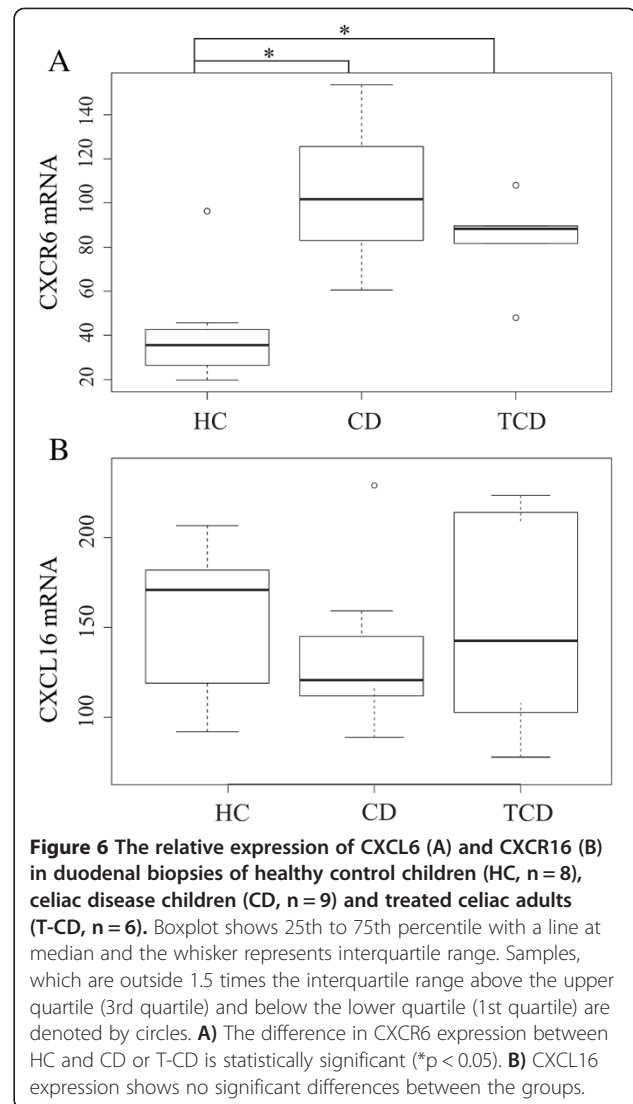 *
*
A
CXCR6 mRNA
140
120
100
80
60
40
20
HC CD TCD
B
CXCL16 mRNA
200
150
100
HC CD TCD
Figure 6 The relative expression of CXCL6 (A) and CXCR16 (B)
in duodenal biopsies of healthy control children (HC, n = 8),
celiac disease children (CD, n = 9) and treated celiac adults
(T-CD, n = 6). Boxplot shows 25th to 75th percentile with a line at
median and the whisker represents interquartile range. Samples,
which are outside 1.5 times the interquartile range above the upper
quartile (3rd quartile) and below the lower quartile (1st quartile) are
denoted by circles. A) The difference in CXCR6 expression between
HC and CD or T-CD is statistically significant (*p < 0.05). B) CXCL16
expression shows no significant differences between the groups.